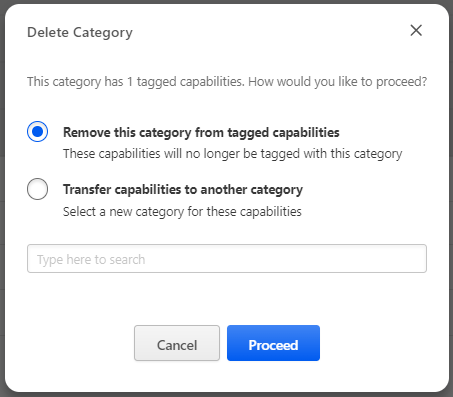 Delete Category
This category has 1 tagged capabilities. How would you like to proceed?
Remove this category from tagged capabilities
These capabilities will no longer be tagged with this category
Transfer capabilities to another category
Select a new category for these capabilities
Type here to search
Cancel
Proceed